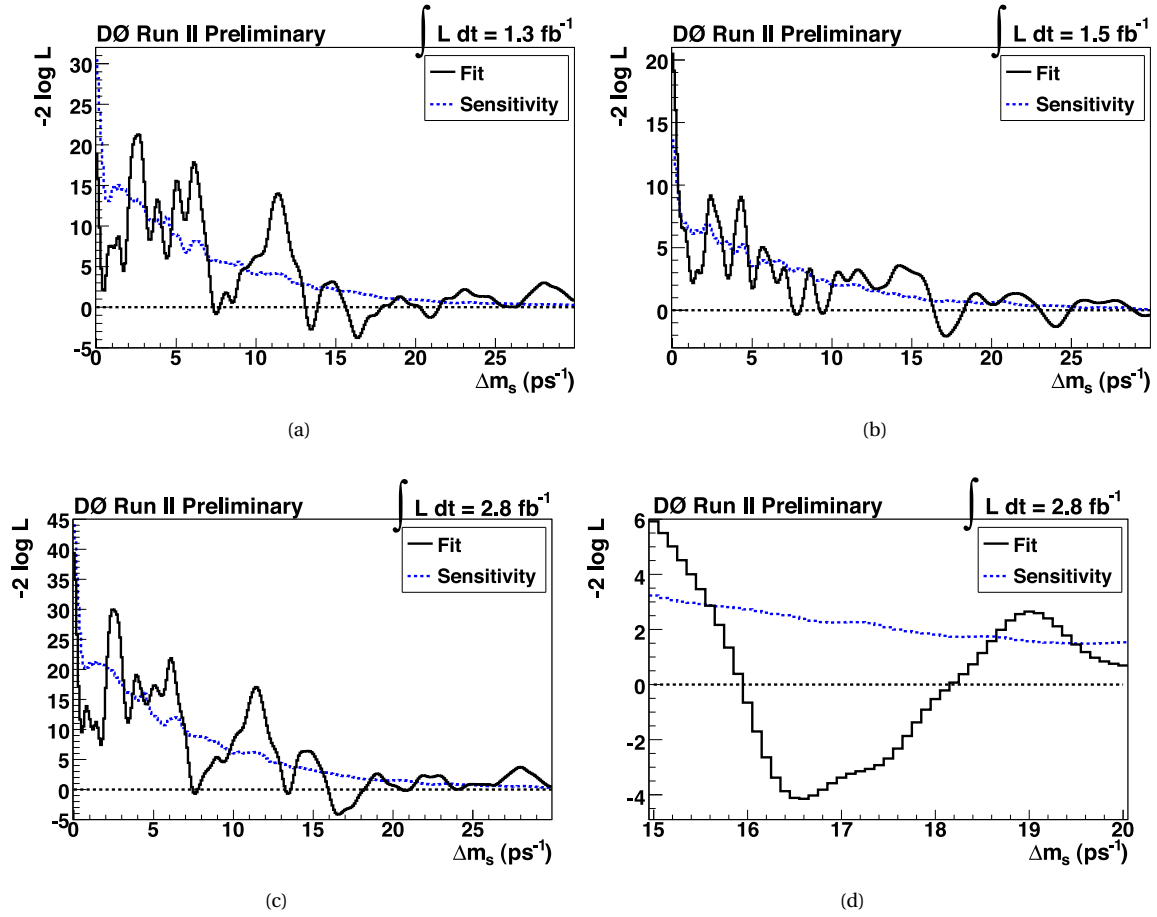 DØ Run II Preliminary
∫ L dt = 1.3 fb⁻¹
-2 log L
Fit
Sensitivity
30
25
20
15
10
5
0
-5
0 5 10 15 20 25
Δmₛ (ps⁻¹)
(a)
DØ Run II Preliminary
∫ L dt = 1.5 fb⁻¹
-2 log L
Fit
Sensitivity
20
15
10
5
0
0 5 10 15 20 25
Δmₛ (ps⁻¹)
(b)
DØ Run II Preliminary
∫ L dt = 2.8 fb⁻¹
-2 log L
Fit
Sensitivity
45
40
35
30
25
20
15
10
5
0
-5
0 5 10 15 20 25
Δmₛ (ps⁻¹)
(c)
DØ Run II Preliminary
∫ L dt = 2.8 fb⁻¹
-2 log L
Fit
Sensitivity
6
4
2
0
-2
-4
15 16 17 18 19 20
Δmₛ (ps⁻¹)
(d)